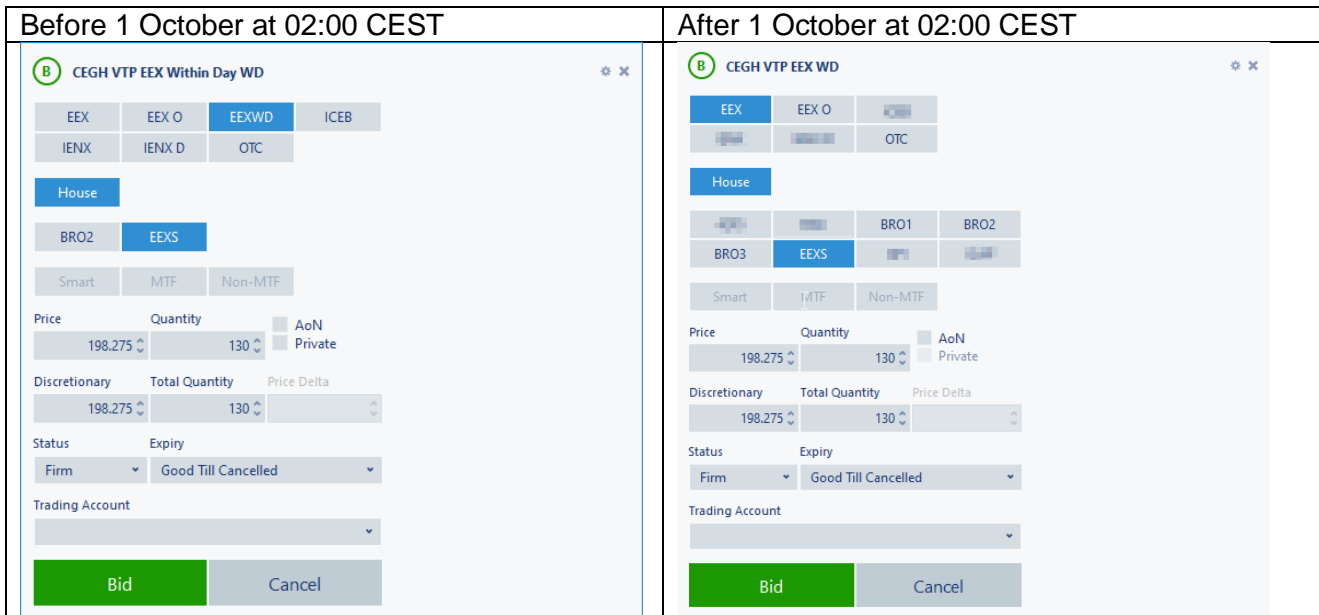 Before 1 October at 02:00 CEST
B CEGH VTP EEX Within Day WD
EEX EEX O EEXWD ICEB
IENX IENX D OTC
House
BRO2 EEXS
Smart MTF Non-MTF
Price Quantity AoN
198.275 130 Private
Discretionary Total Quantity Price Delta
198.275 130
Status Expiry
Firm Good Till Cancelled
Trading Account
Bid Cancel
After 1 October at 02:00 CEST
B CEGH VTP EEX WD
EEX EEX O
OTC
House
BRO1 BRO2
BRO3 EEXS
Smart MTF Non-MTF
Price Quantity AoN
198.275 130 Private
Discretionary Total Quantity Price Delta
198.275 130
Status Expiry
Firm Good Till Cancelled
Trading Account
Bid Cancel